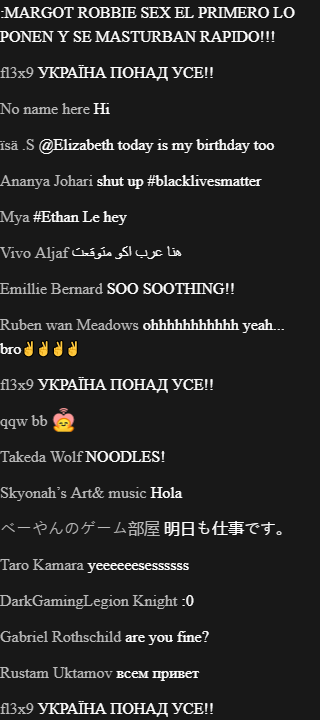 :MARGOT ROBBIE SEX EL PRIMERO LO
PONEN Y SE MASTURBAN RAPIDO!!!
fl3x9 УКРАЇНА ПОНАД УСЕ!!
No name here Hi
ïsä .S @Elizabeth today is my birthday too
Ananya Johari shut up #blacklivesmatter
Mya #Ethan Le hey
Vivo Aljaf هنا عرب اكو متوقعت
Emillie Bernard SOO SOOTHING!!
Ruben wan Meadows ohhhhhhhhhhh yeah...
bro✌✌✌✌
fl3x9 УКРАЇНА ПОНАД УСЕ!!
qqw bb
Takeda Wolf NOODLES!
Skyonah’s Art& music Hola
べーやんのゲーム部屋 明日も仕事です。
Taro Kamara yeeeeeesessssss
DarkGamingLegion Knight :0
Gabriel Rothschild are you fine?
Rustam Uktamov всем привет
fl3x9 УКРАЇНА ПОНАД УСЕ!!